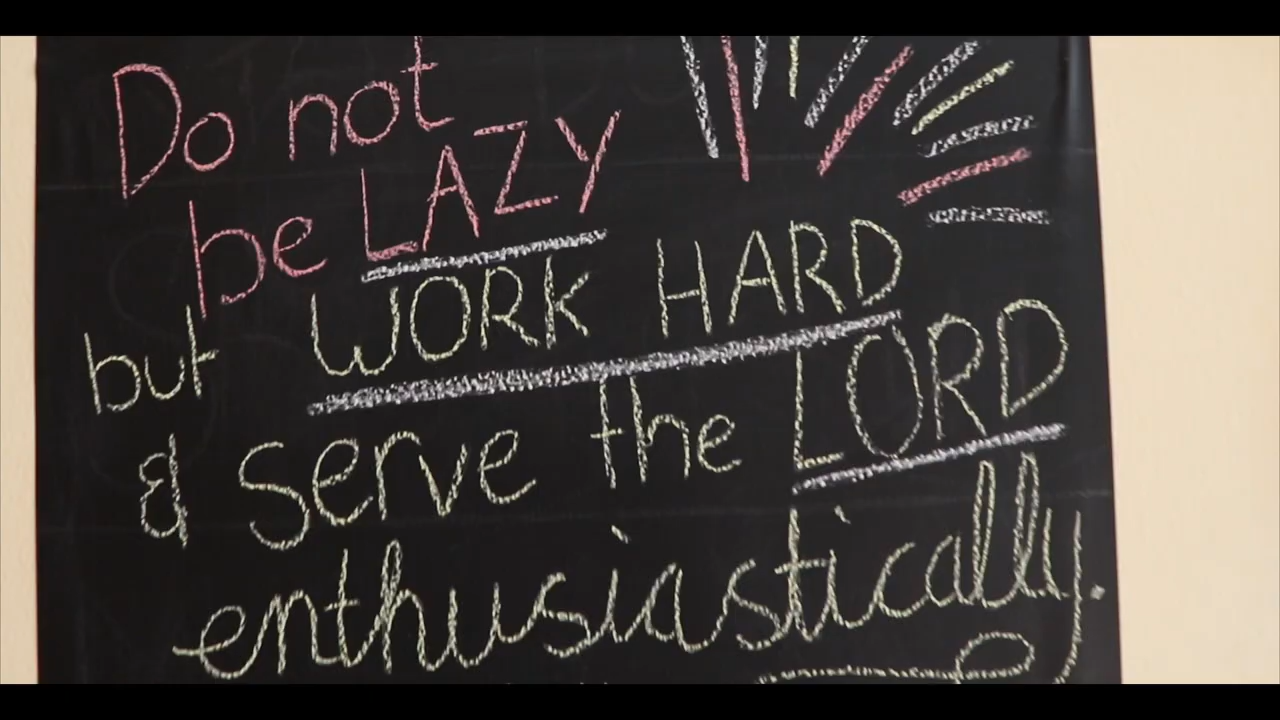 Do not
be LAZY
but WORK HARD
& serve the LORD
enthusiastically.